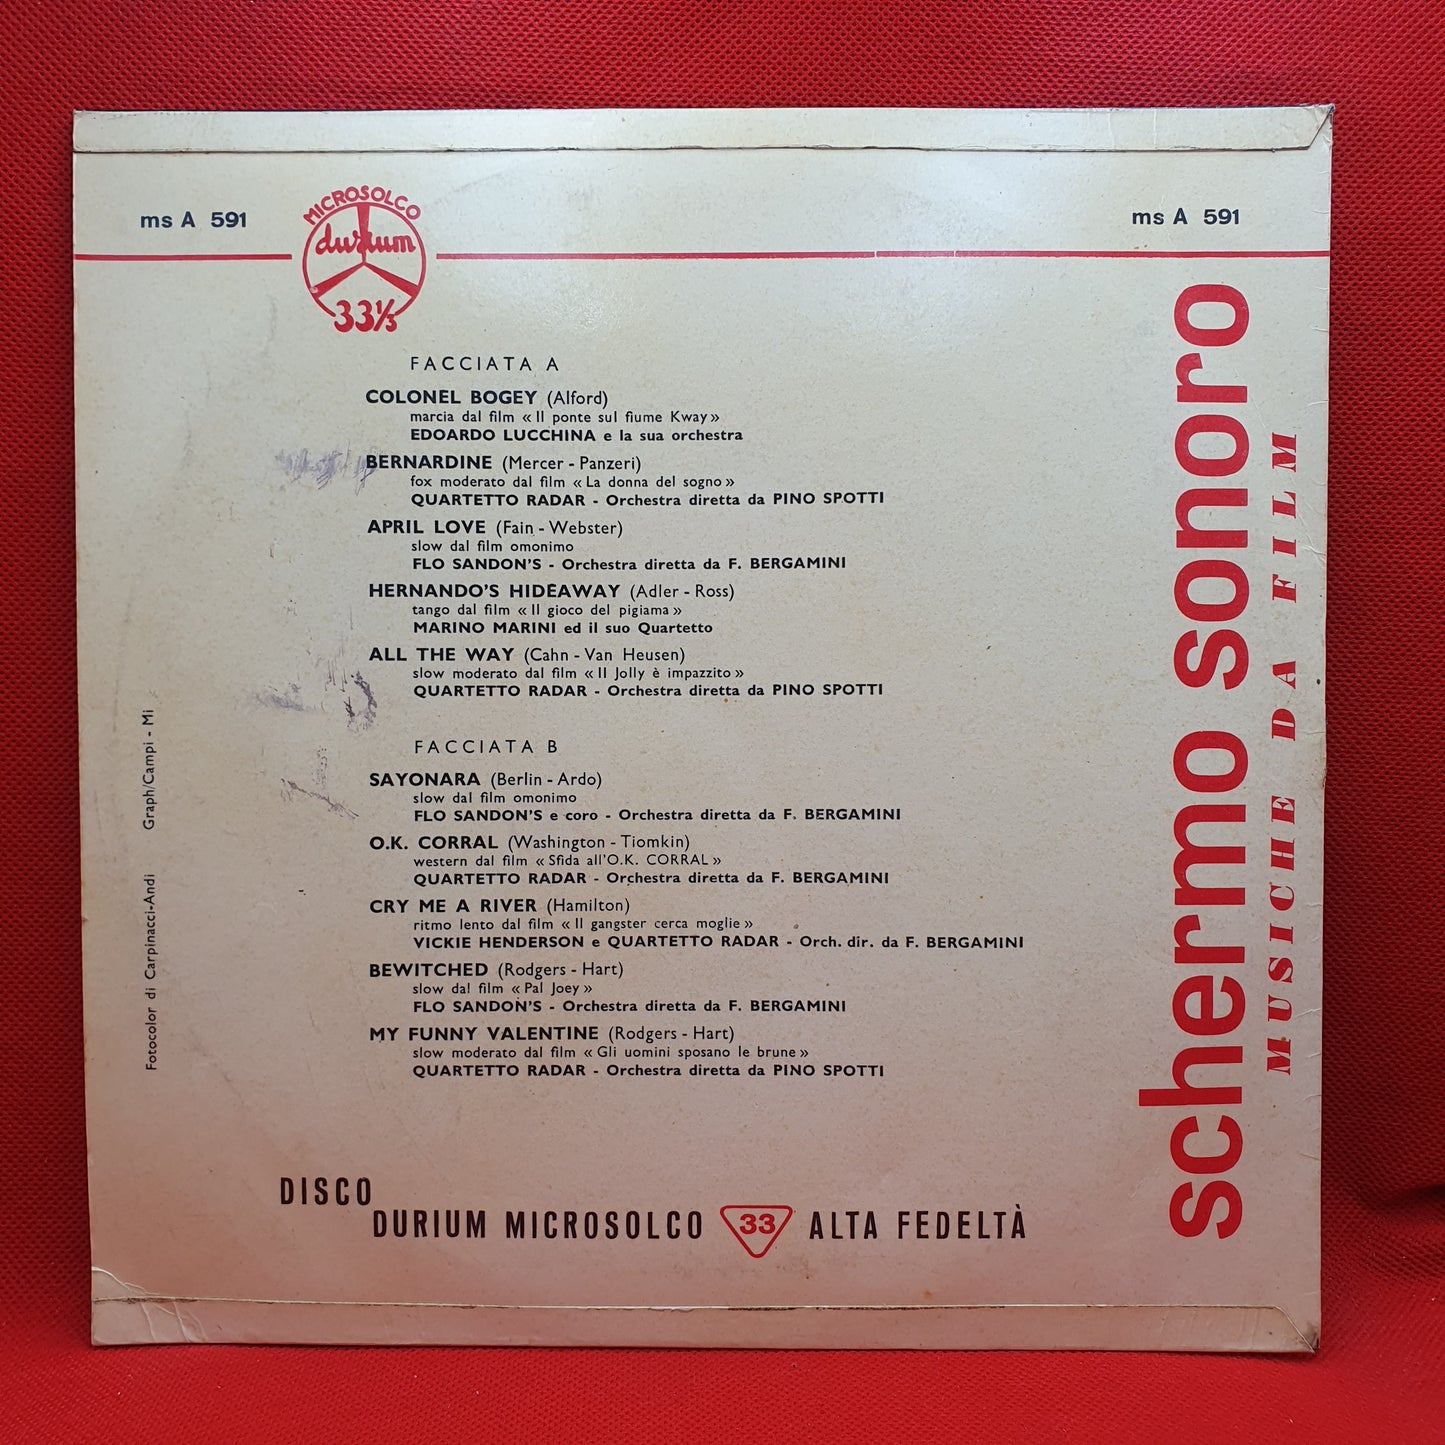 ms A 591
MICROSOLCO
durium
33⅓
ms A 591
FACCIATA A
COLONEL BOGEY (Alford)
marcia dal film « Il ponte sul fiume Kway »
EDOARDO LUCCHINA e la sua orchestra
BERNARDINE (Mercer - Panzeri)
fox moderato dal film « La donna del sogno »
QUARTETTO RADAR - Orchestra diretta da PINO SPOTTI
APRIL LOVE (Fain - Webster)
slow dal film omonimo
FLO SANDON'S - Orchestra diretta da F. BERGAMINI
HERNANDO'S HIDEAWAY (Adler - Ross)
tango dal film « Il gioco del pigiama »
MARINO MARINI ed il suo Quartetto
ALL THE WAY (Cahn - Van Heusen)
slow moderato dal film « Il Jolly è impazzito »
QUARTETTO RADAR - Orchestra diretta da PINO SPOTTI
FACCIATA B
SAYONARA (Berlin - Ardo)
slow dal film omonimo
FLO SANDON'S e coro - Orchestra diretta da F. BERGAMINI
O.K. CORRAL (Washington - Tiomkin)
western dal film « Sfida all'O.K. CORRAL »
QUARTETTO RADAR - Orchestra diretta da F. BERGAMINI
CRY ME A RIVER (Hamilton)
ritmo lento dal film « Il gangster cerca moglie »
VICKIE HENDERSON e QUARTETTO RADAR - Orch. dir. da F. BERGAMINI
BEWITCHED (Rodgers - Hart)
slow dal film « Pal Joey »
FLO SANDON'S - Orchestra diretta da F. BERGAMINI
MY FUNNY VALENTINE (Rodgers - Hart)
slow moderato dal film « Gli uomini sposano le brune »
QUARTETTO RADAR - Orchestra diretta da PINO SPOTTI
DISCO
DURIUM MICROSOLCO 33 ALTA FEDELTÀ
Fotocolor di Carpinacci-Andi Graph/Campi - Mi
schermo sonoro
MUSICHE DA FILM